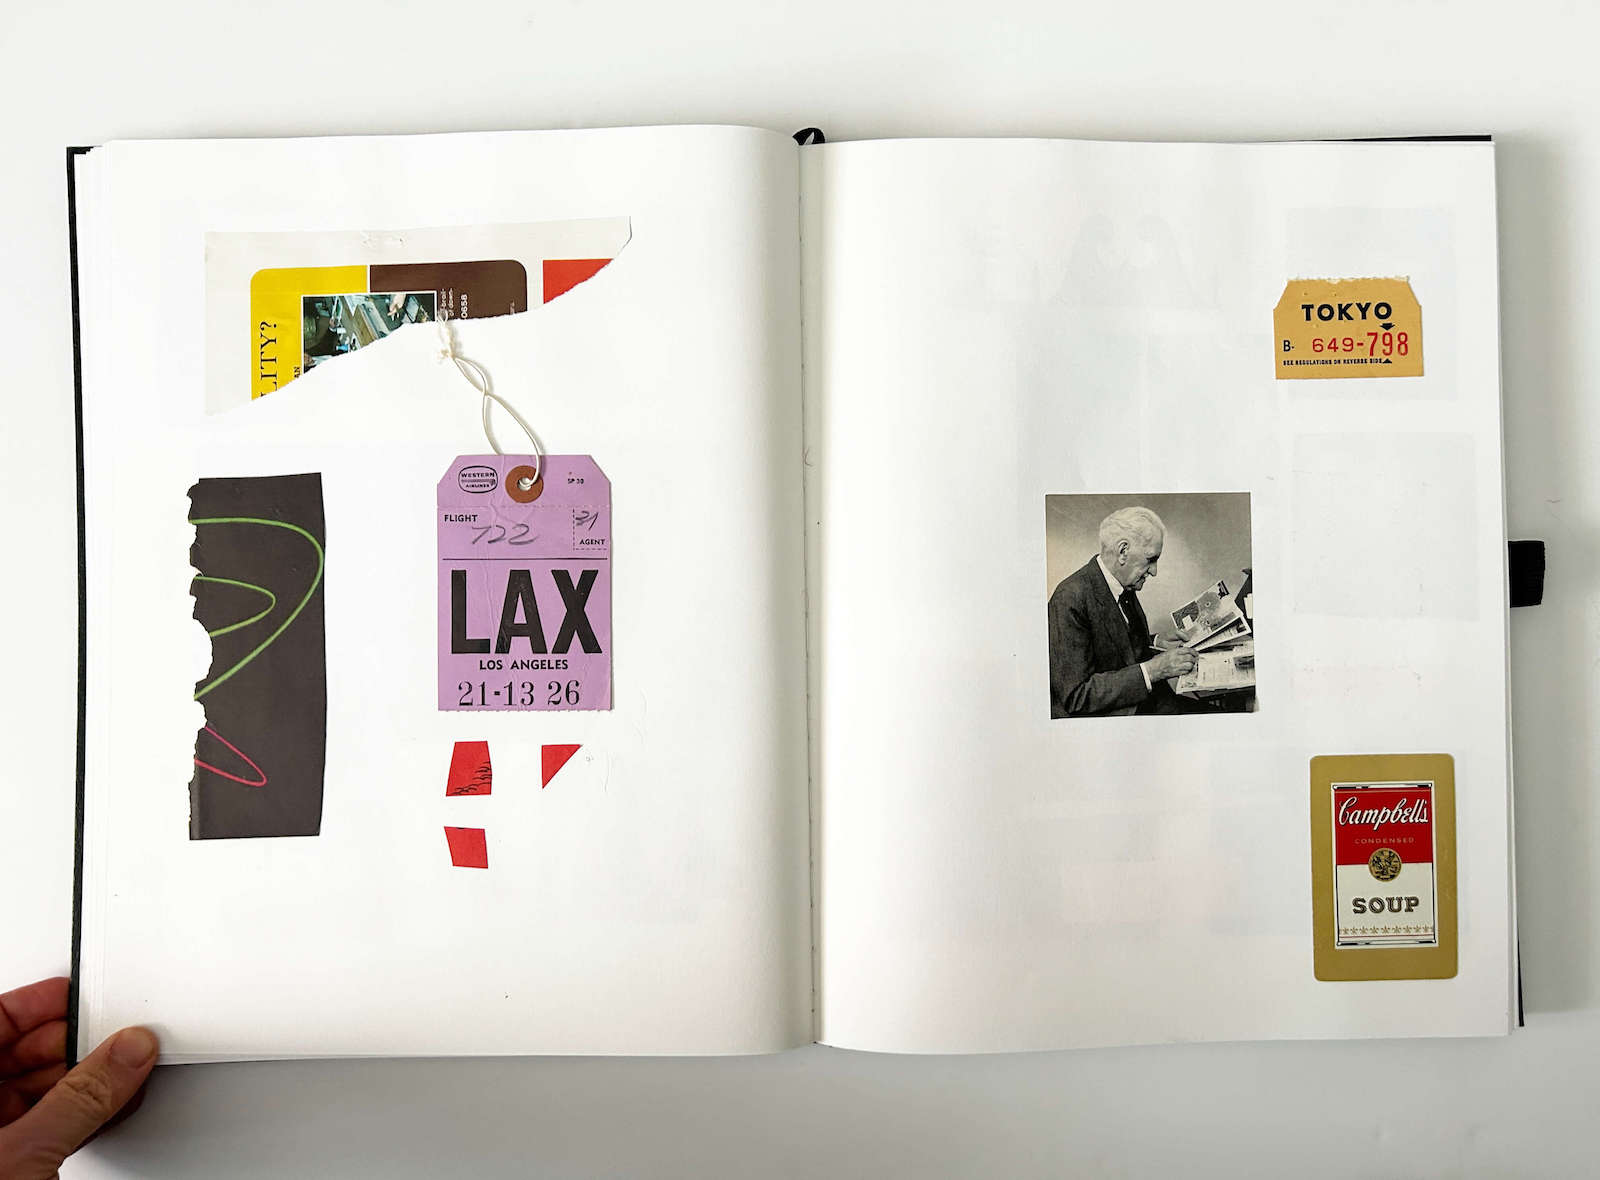 LITY?
0658
WESTERN
AIRLINES
SP 30
FLIGHT
722
21
AGENT
LAX
LOS ANGELES
21-13 26
TOKYO
B- 649-798
SEE REGULATIONS ON REVERSE SIDE
Campbell's
CONDENSED
SOUP